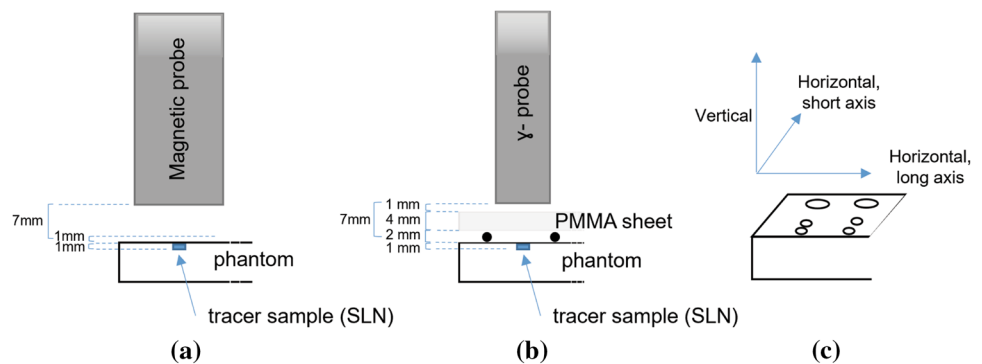 Magnetic probe
7mm
1mm
1mm
phantom
tracer sample (SLN)
(a)
ɣ- probe
1 mm
7mm
4 mm
PMMA sheet
2 mm
1 mm
phantom
tracer sample (SLN)
(b)
Vertical
Horizontal,
short axis
Horizontal,
long axis
(c)